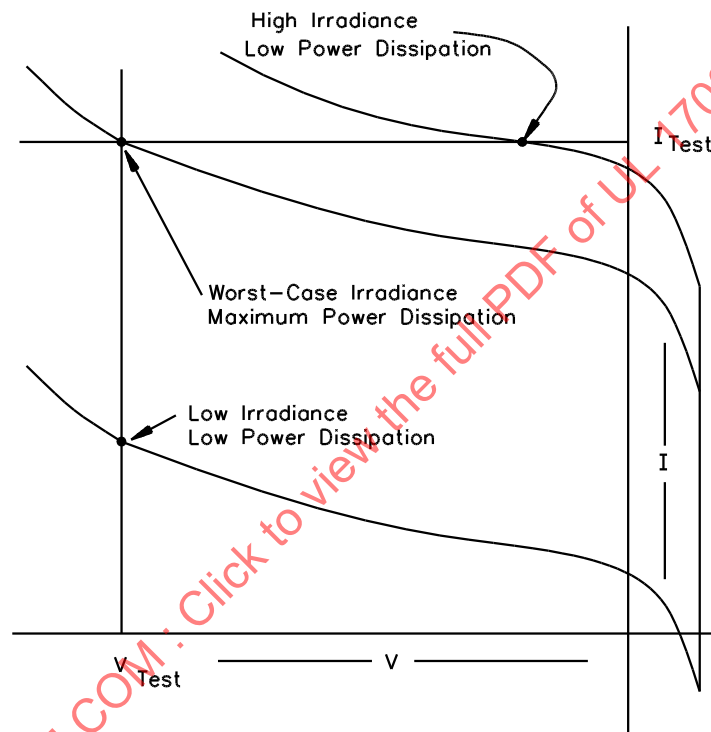 High Irradiance
Low Power Dissipation
I Test
Worst-Case Irradiance
Maximum Power Dissipation
Low Irradiance
Low Power Dissipation
I
V Test
V
COM : Click to view the full PDF of UL 170